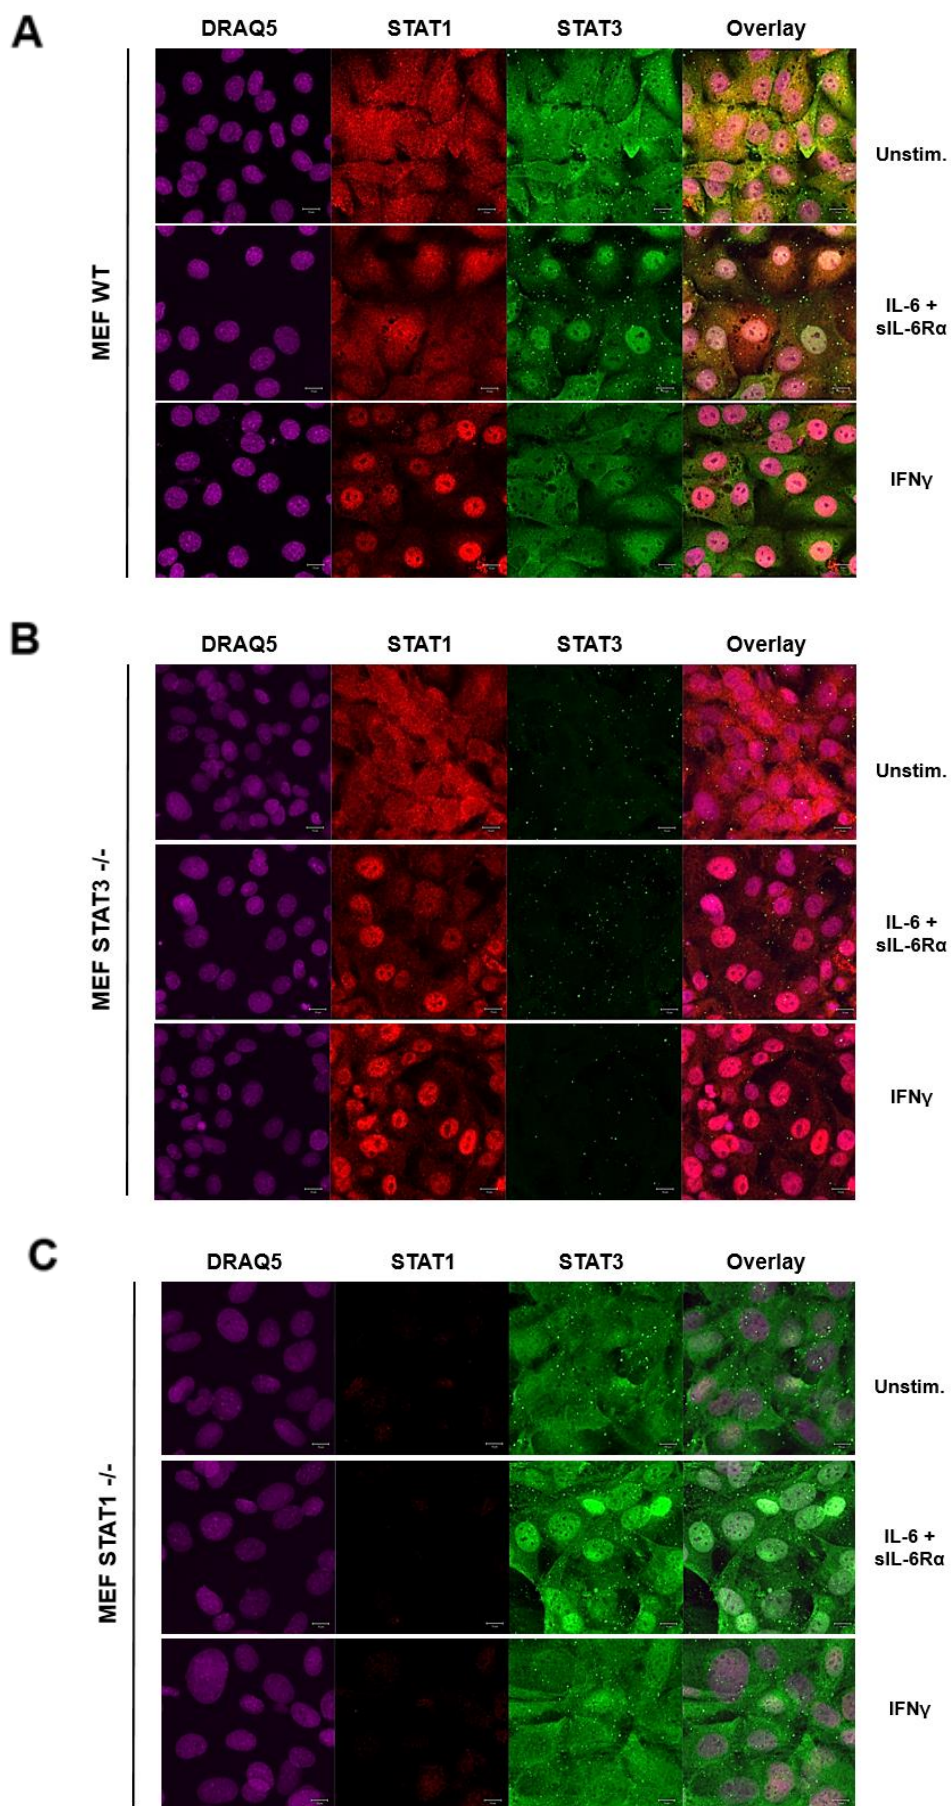 A
DRAQ5 STAT1 STAT3 Overlay
MEF WT
Unstim.
IL-6 +
sIL-6Rα
IFNγ
B
DRAQ5 STAT1 STAT3 Overlay
MEF STAT3 -/-
Unstim.
IL-6 +
sIL-6Rα
IFNγ
C
DRAQ5 STAT1 STAT3 Overlay
MEF STAT1 -/-
Unstim.
IL-6 +
sIL-6Rα
IFNγ